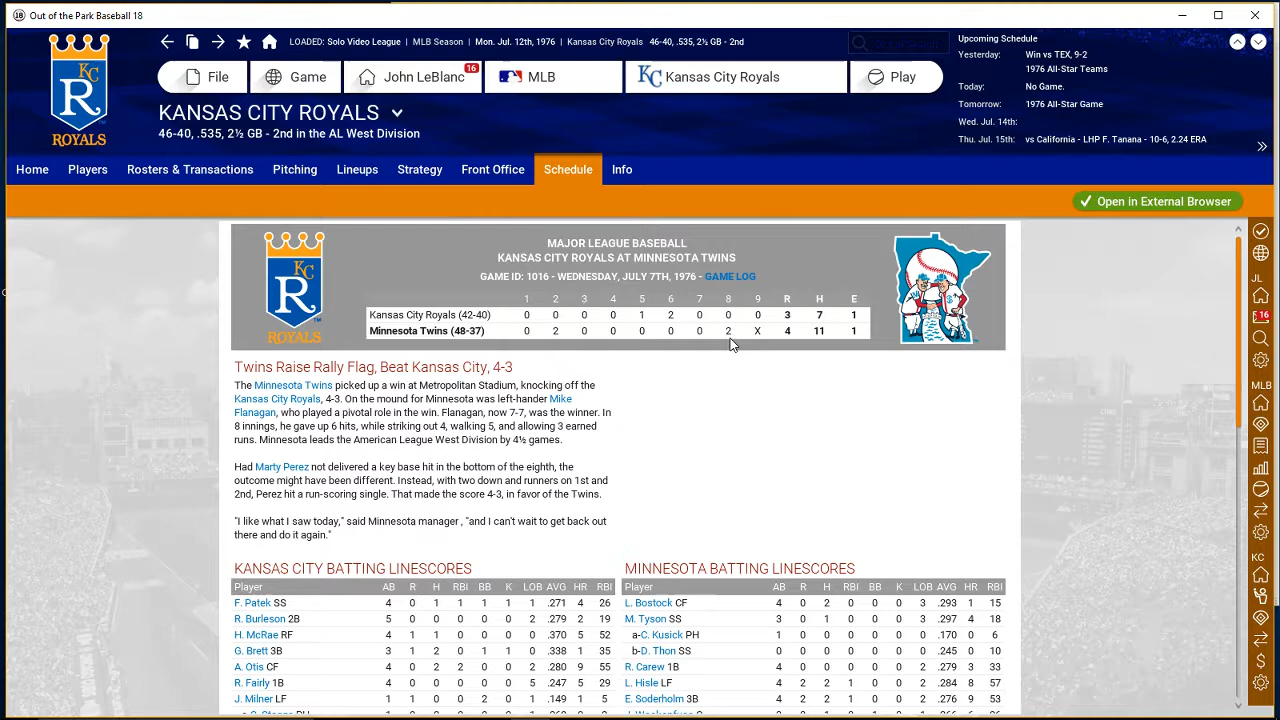 Out of the Park Baseball 18
LOADED: Solo Video League | MLB Season | Mon. Jul. 12th, 1976 | Kansas City Royals 46-40, .535, 2½ GB - 2nd
Upcoming Schedule
Yesterday: Win vs TEX, 9-2
1976 All-Star Teams
Today: No Game.
Tomorrow: 1976 All-Star Game
Wed. Jul. 14th:
Thu. Jul. 15th: vs California - LHP F. Tanana - 10-6, 2.24 ERA
File Game John LeBlanc 16 MLB Kansas City Royals Play
KC
R
ROYALS
KANSAS CITY ROYALS
46-40, .535, 2½ GB - 2nd in the AL West Division
Home Players Rosters & Transactions Pitching Lineups Strategy Front Office Schedule Info
Open in External Browser
MAJOR LEAGUE BASEBALL
KANSAS CITY ROYALS AT MINNESOTA TWINS
GAME ID: 1016 - WEDNESDAY, JULY 7TH, 1976 - GAME LOG
1 2 3 4 5 6 7 8 9 R H E
Kansas City Royals (42-40) 0 0 0 0 1 2 0 0 0 3 7 1
Minnesota Twins (48-37) 0 2 0 0 0 0 0 2 X 4 11 1
KC
R
ROYALS
Twins Raise Rally Flag, Beat Kansas City, 4-3
The Minnesota Twins picked up a win at Metropolitan Stadium, knocking off the
Kansas City Royals, 4-3. On the mound for Minnesota was left-hander Mike
Flanagan, who played a pivotal role in the win. Flanagan, now 7-7, was the winner. In
8 innings, he gave up 6 hits, while striking out 4, walking 5, and allowing 3 earned
runs. Minnesota leads the American League West Division by 4½ games.
Had Marty Perez not delivered a key base hit in the bottom of the eighth, the
outcome might have been different. Instead, with two down and runners on 1st and
2nd, Perez hit a run-scoring single. That made the score 4-3, in favor of the Twins.
"I like what I saw today," said Minnesota manager , "and I can't wait to get back out
there and do it again."
KANSAS CITY BATTING LINESCORES
Player AB R H RBI BB K LOB AVG HR RBI
F. Patek SS 4 0 1 1 1 1 1 .271 4 26
R. Burleson 2B 5 0 0 0 0 0 2 .279 2 19
H. McRae RF 4 1 1 0 0 0 0 .370 5 52
G. Brett 3B 3 1 2 0 1 1 0 .339 1 35
A. Otis CF 4 0 2 2 0 0 2 .280 9 55
R. Fairly 1B 4 0 0 0 0 0 5 .247 5 29
J. Milner LF 1 1 0 0 2 0 1 .149 1 5
MINNESOTA BATTING LINESCORES
Player AB R H RBI BB K LOB AVG HR RBI
L. Bostock CF 4 0 2 0 0 0 3 .293 1 15
M. Tyson SS 3 0 1 0 0 0 3 .297 4 18
a-C. Kusick PH 1 0 0 0 0 0 0 .170 0 6
b-D. Thon SS 0 0 0 0 0 0 0 .245 0 10
R. Carew 1B 4 0 1 0 0 0 2 .279 3 33
L. Hisle LF 4 2 2 1 0 0 2 .284 8 57
E. Soderholm 3B 4 2 2 1 0 0 2 .276 9 53
JL
16
MLB
KC